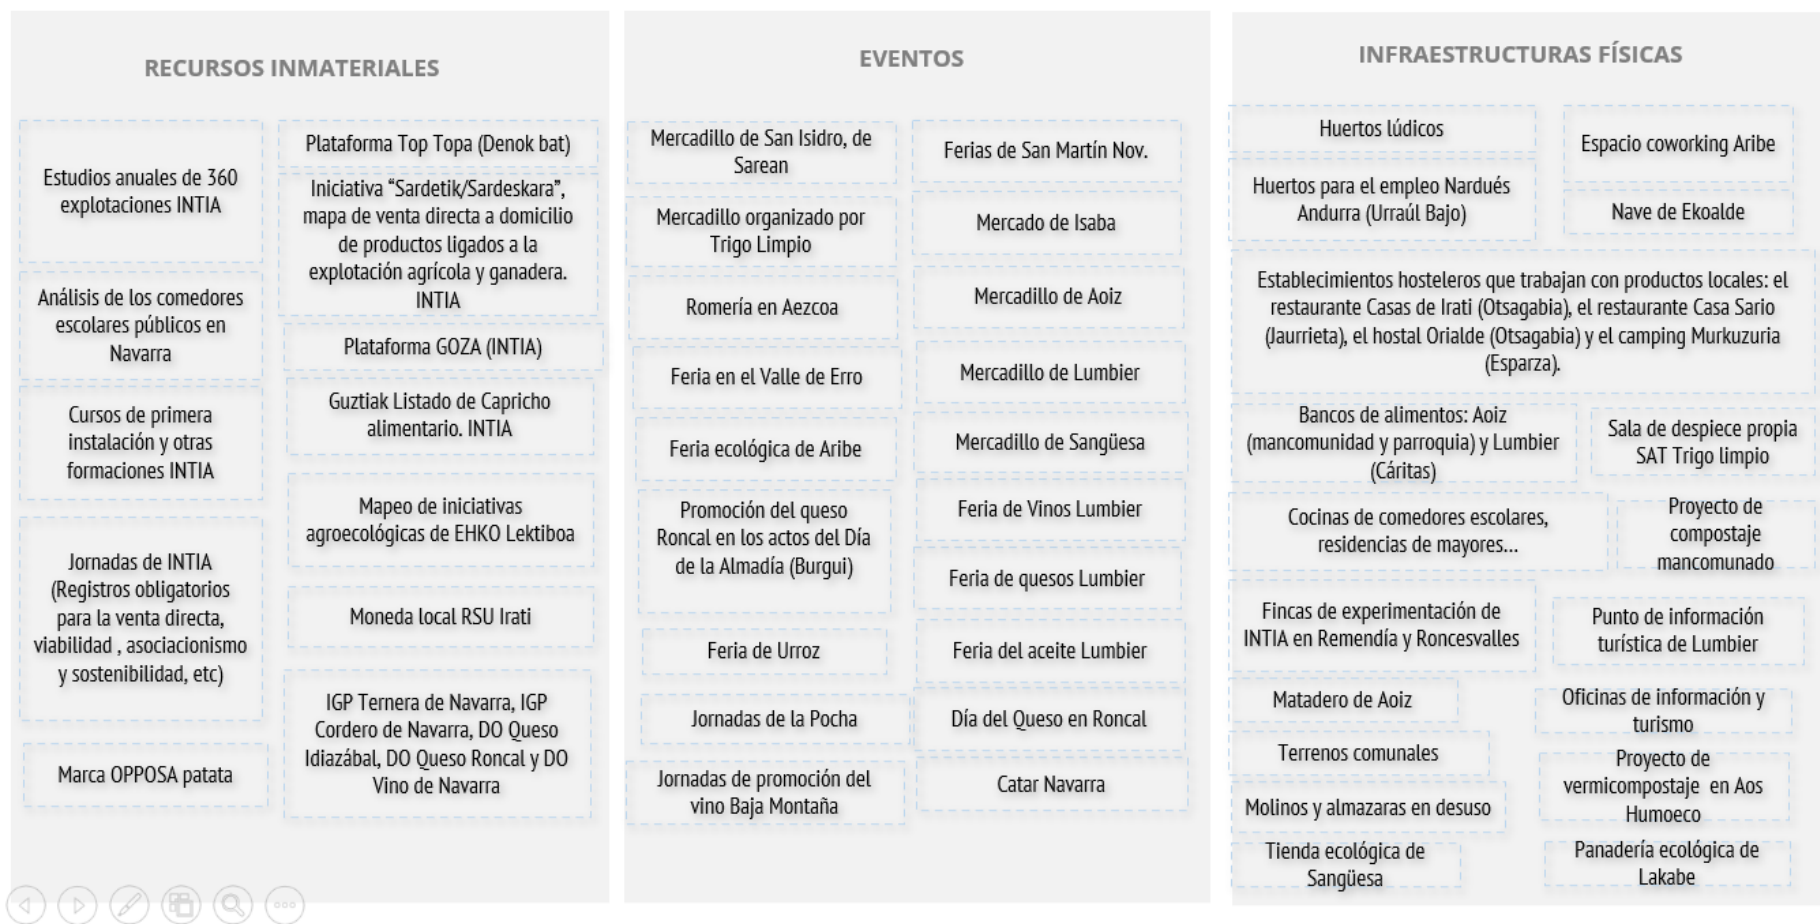 RECURSOS INMATERIALES
Estudios anuales de 360
explotaciones INTIA
Análisis de los comedores
escolares públicos en
Navarra
Cursos de primera
instalación y otras
formaciones INTIA
Jornadas de INTIA
(Registros obligatorios
para la venta directa,
viabilidad , asociacionismo
y sostenibilidad, etc)
Marca OPPOSA patata
Plataforma Top Topa (Denok bat)
Iniciativa “Sardetik/Sardeskara”,
mapa de venta directa a domicilio
de productos ligados a la
explotación agrícola y ganadera.
INTIA
Plataforma GOZA (INTIA)
Guztiak Listado de Capricho
alimentario. INTIA
Mapeo de iniciativas
agroecológicas de EHKO Lektiboa
Moneda local RSU Irati
IGP Ternera de Navarra, IGP
Cordero de Navarra, DO Queso
Idiazábal, DO Queso Roncal y DO
Vino de Navarra
EVENTOS
Mercadillo de San Isidro, de
Sarean
Mercadillo organizado por
Trigo Limpio
Romería en Aezcoa
Feria en el Valle de Erro
Feria ecológica de Aribe
Promoción del queso
Roncal en los actos del Día
de la Almadía (Burgui)
Feria de Urroz
Jornadas de la Pocha
Jornadas de promoción del
vino Baja Montaña
Ferias de San Martín Nov.
Mercado de Isaba
Mercadillo de Aoiz
Mercadillo de Lumbier
Mercadillo de Sangüesa
Feria de Vinos Lumbier
Feria de quesos Lumbier
Feria del aceite Lumbier
Día del Queso en Roncal
Catar Navarra
INFRAESTRUCTURAS FÍSICAS
Huertos lúdicos
Espacio coworking Aribe
Huertos para el empleo Nardués
Andurra (Urraúl Bajo)
Nave de Ekoalde
Establecimientos hosteleros que trabajan con productos locales: el
restaurante Casas de Irati (Otsagabia), el restaurante Casa Sario
(Jaurrieta), el hostal Orialde (Otsagabia) y el camping Murkuzuria
(Esparza).
Bancos de alimentos: Aoiz
(mancomunidad y parroquia) y Lumbier
(Cáritas)
Sala de despiece propia
SAT Trigo limpio
Cocinas de comedores escolares,
residencias de mayores...
Proyecto de
compostaje
mancomunado
Fincas de experimentación de
INTIA en Remendía y Roncesvalles
Punto de información
turística de Lumbier
Matadero de Aoiz
Oficinas de información y
turismo
Terrenos comunales
Proyecto de
vermicompostaje en Aos
Humoeco
Molinos y almazaras en desuso
Tienda ecológica de
Sangüesa
Panadería ecológica de
Lakabe